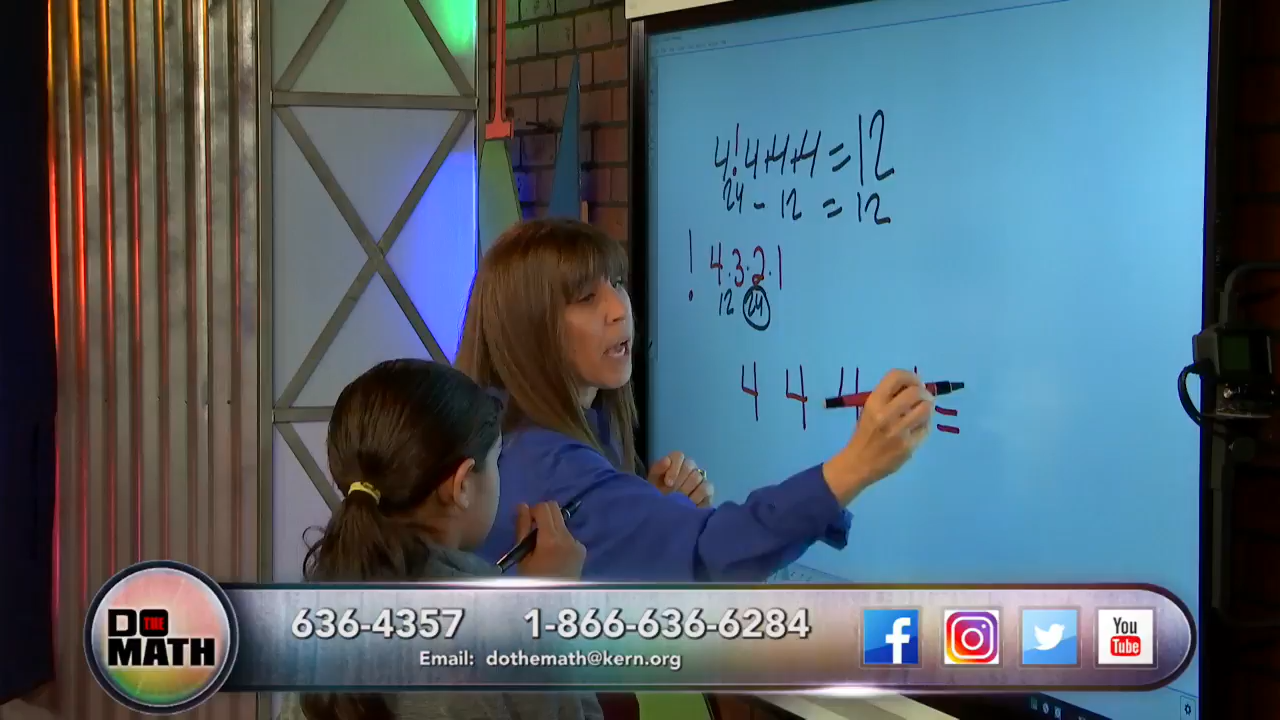 4! 4+4+4 = 12
24 - 12 = 12
! 4·3·2·1
12 24
4 4 4 =
DO THE MATH
636-4357 1-866-636-6284
Email: dothemath@kern.org
You Tube